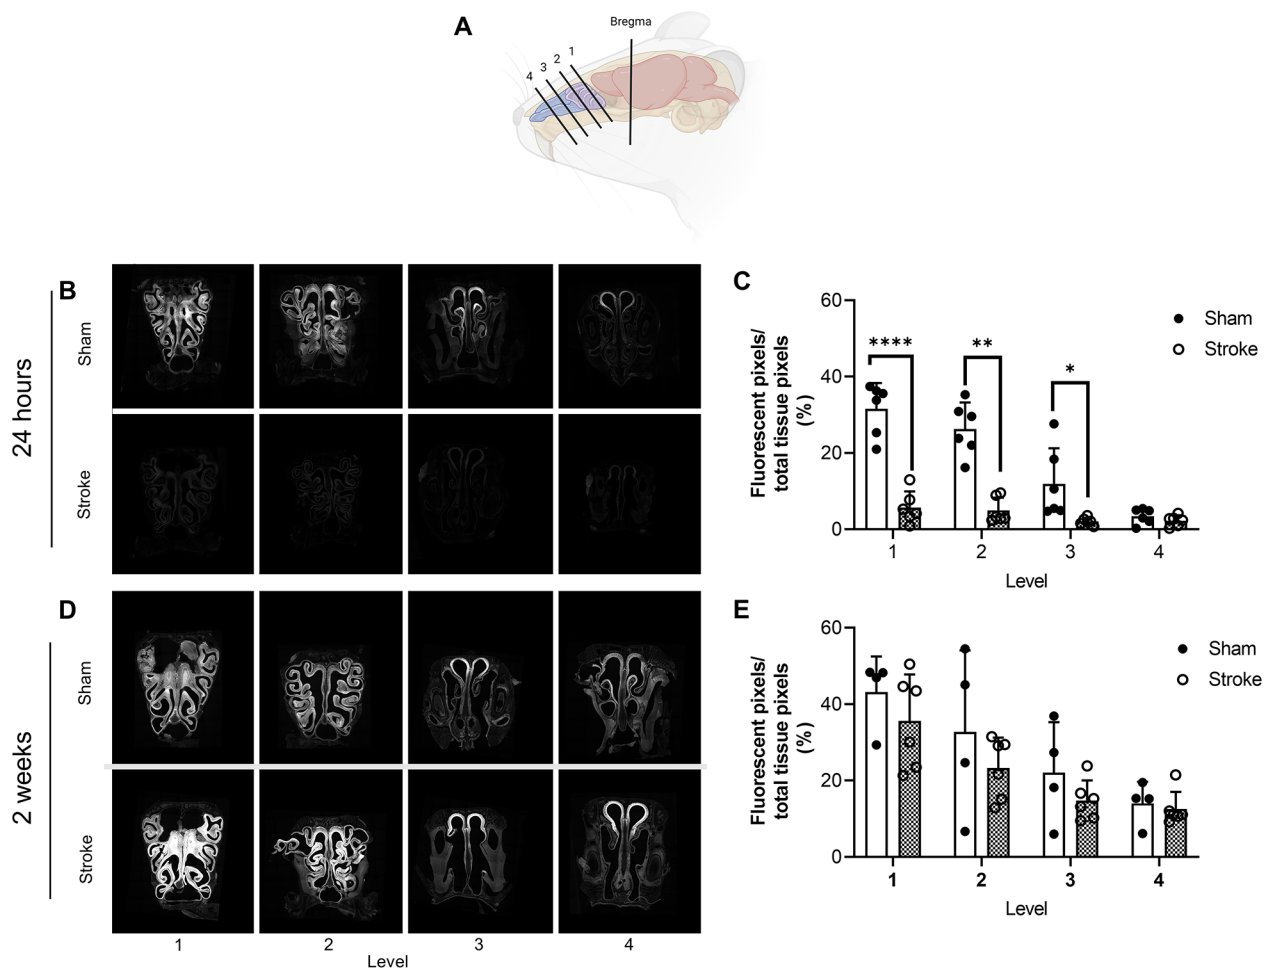 A
Bregma
1
2
3
4
B
24 hours
Sham
Stroke
C
60
40
20
0
Fluorescent pixels/
total tissue pixels
(%)
****
**
*
Sham
Stroke
1 2 3 4
Level
D
2 weeks
Sham
Stroke
1 2 3 4
Level
E
60
40
20
0
Fluorescent pixels/
total tissue pixels
(%)
Sham
Stroke
1 2 3 4
Level